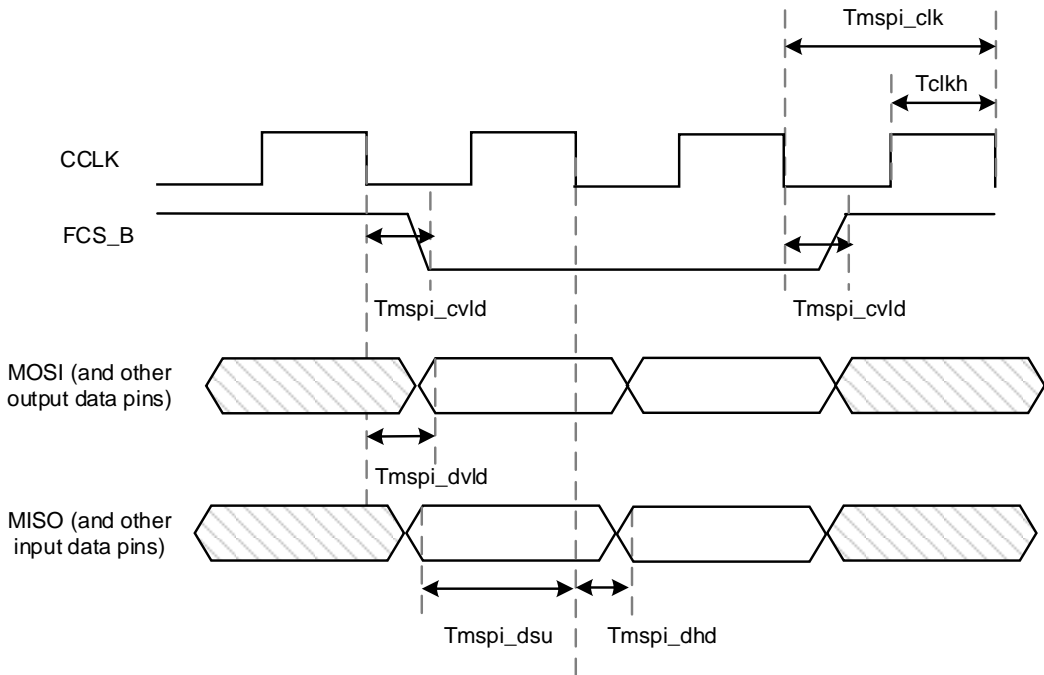 Tmspi_clk
Tclkh
CCLK
FCS_B
Tmspi_cvld
Tmspi_cvld
MOSI (and other
output data pins)
Tmspi_dvld
MISO (and other
input data pins)
Tmspi_dsu
Tmspi_dhd